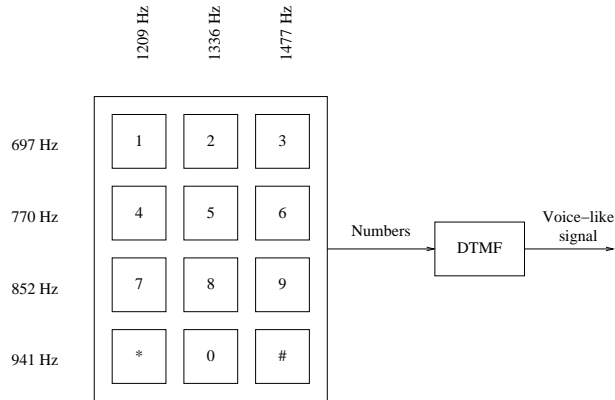 1209 Hz 1336 Hz 1477 Hz
697 Hz 1 2 3
770 Hz 4 5 6
852 Hz 7 8 9
941 Hz * 0 #
Numbers
DTMF
Voice−like
signal